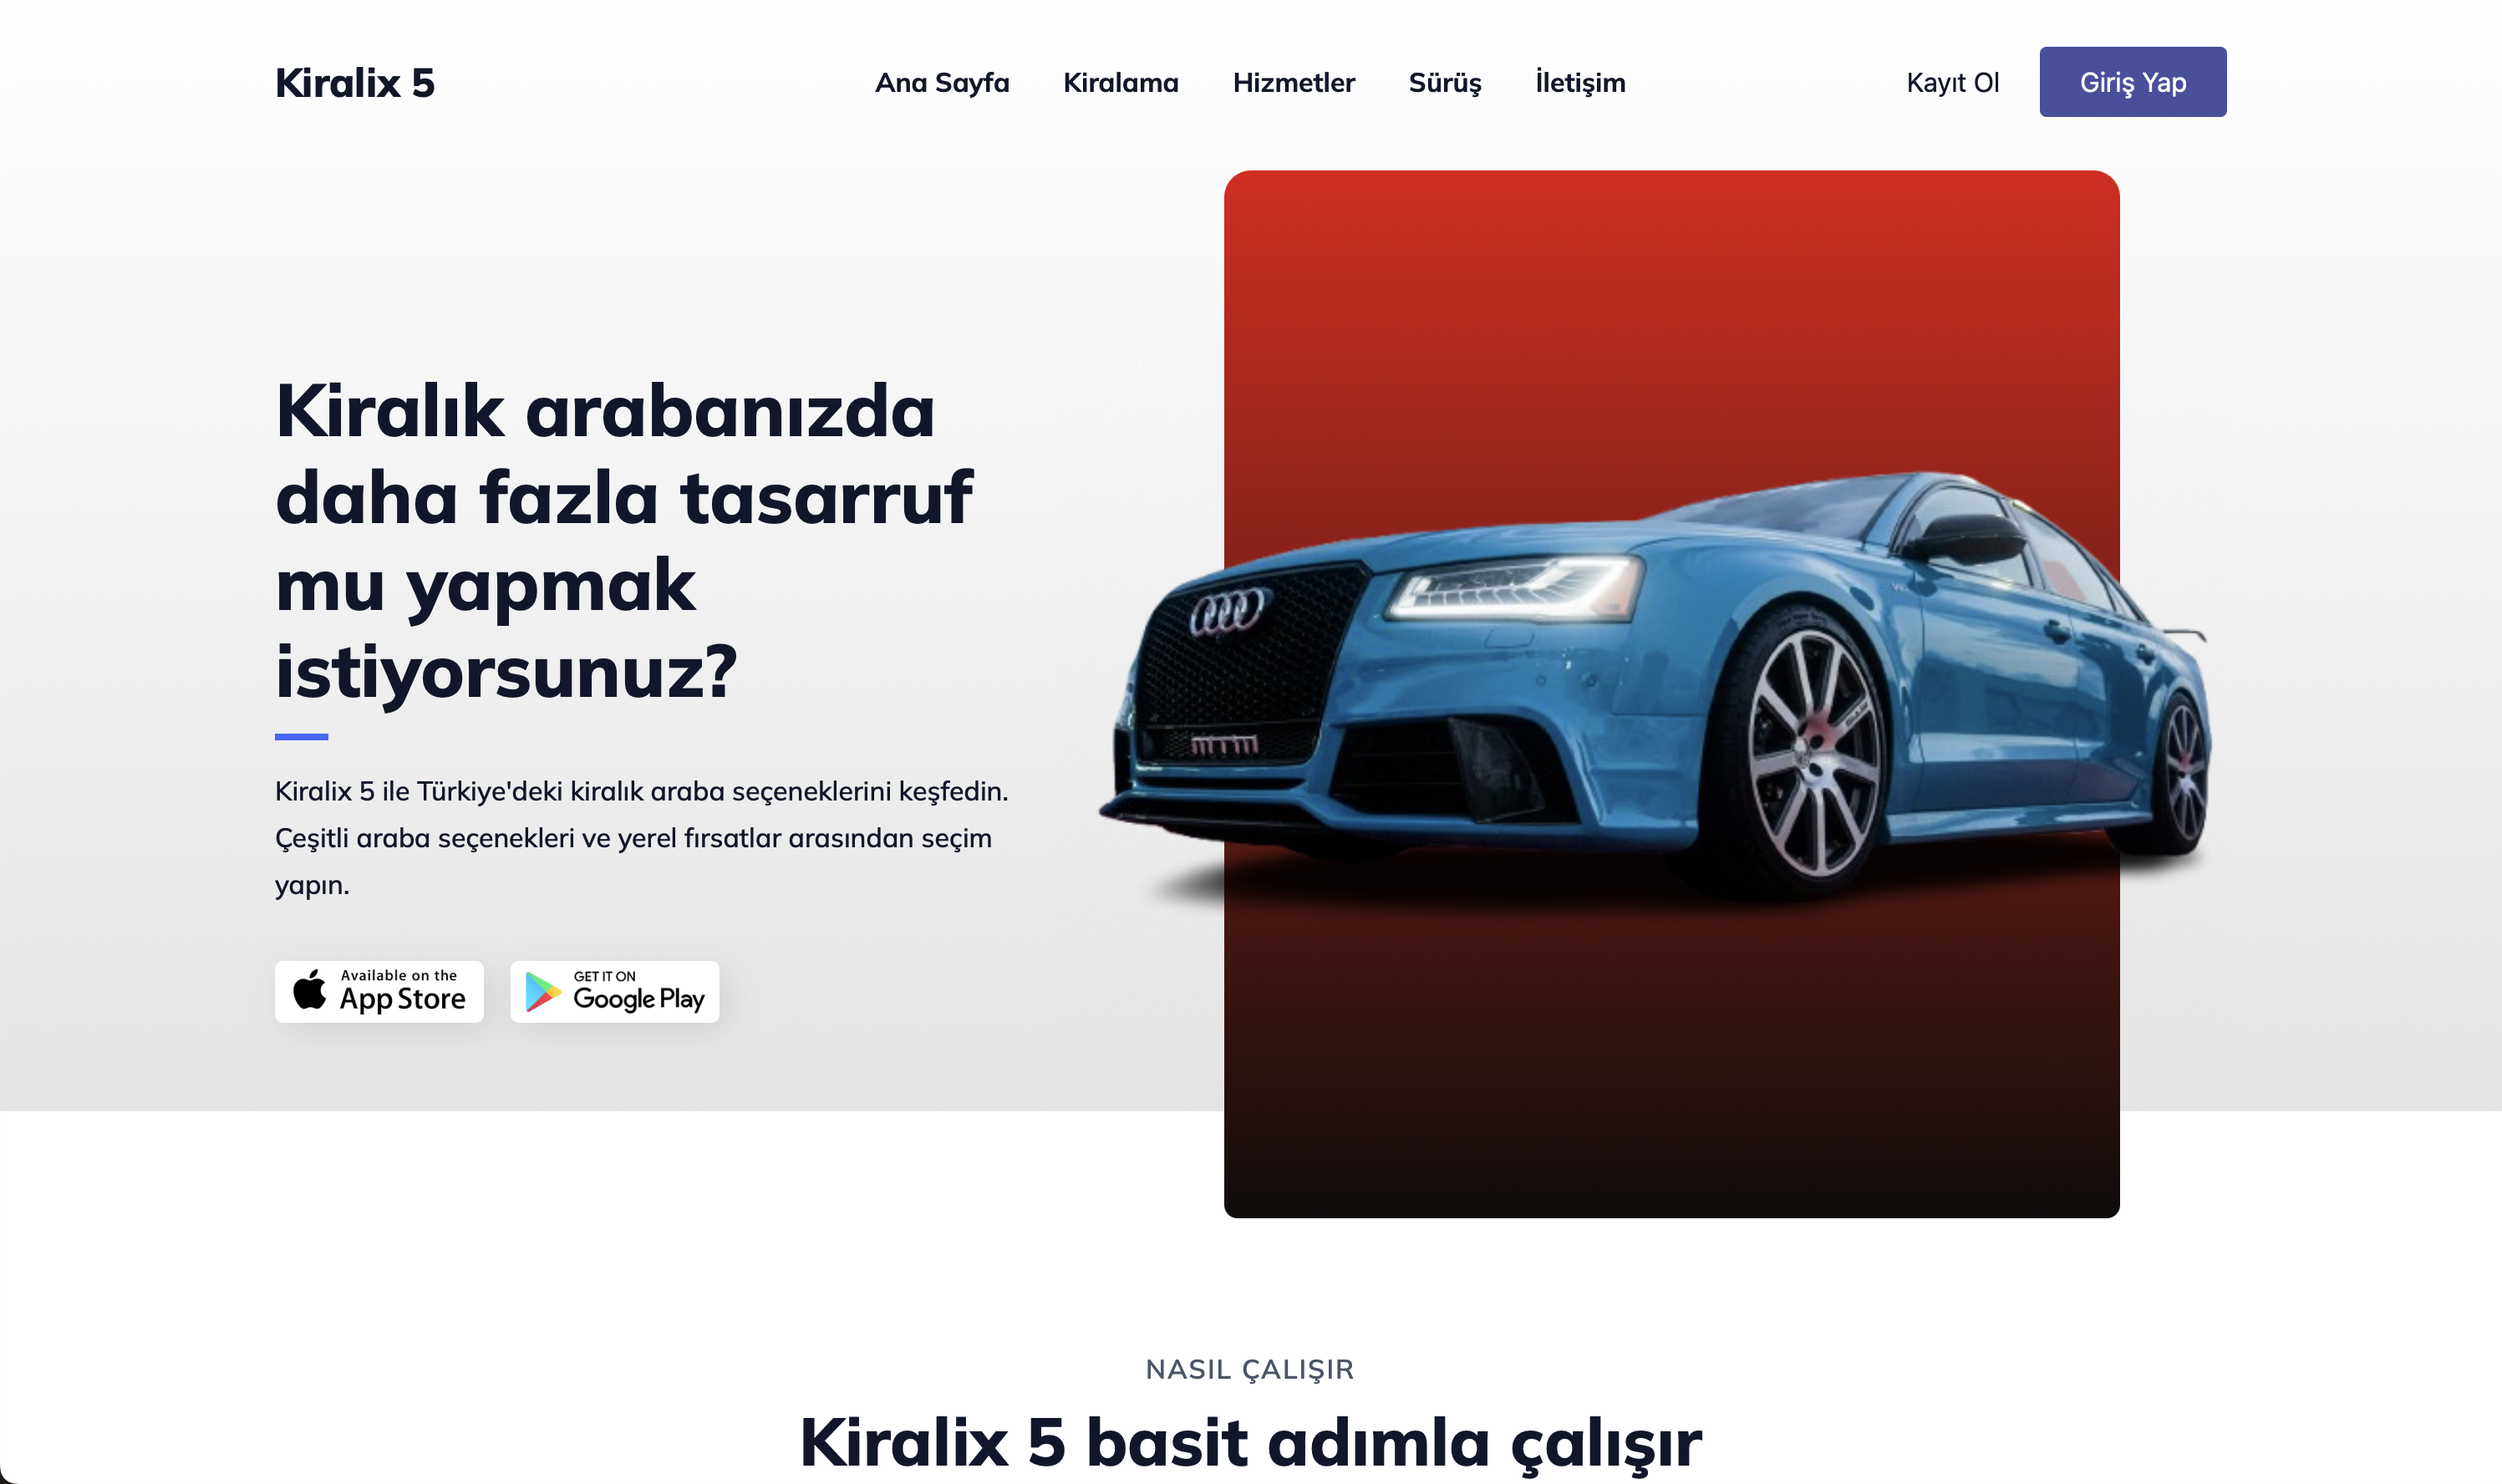 Kiralix 5
Ana Sayfa
Kiralama
Hizmetler
Sürüş
İletişim
Kayıt Ol
Giriş Yap
Kiralık arabanızda
daha fazla tasarruf
mu yapmak
istiyorsunuz?
Kiralix 5 ile Türkiye'deki kiralık araba seçeneklerini keşfedin.
Çeşitli araba seçenekleri ve yerel fırsatlar arasından seçim
yapın.
Available on the
App Store
GET IT ON
Google Play
mtm
NASIL ÇALIŞIR
Kiralix 5 basit adımla çalışır